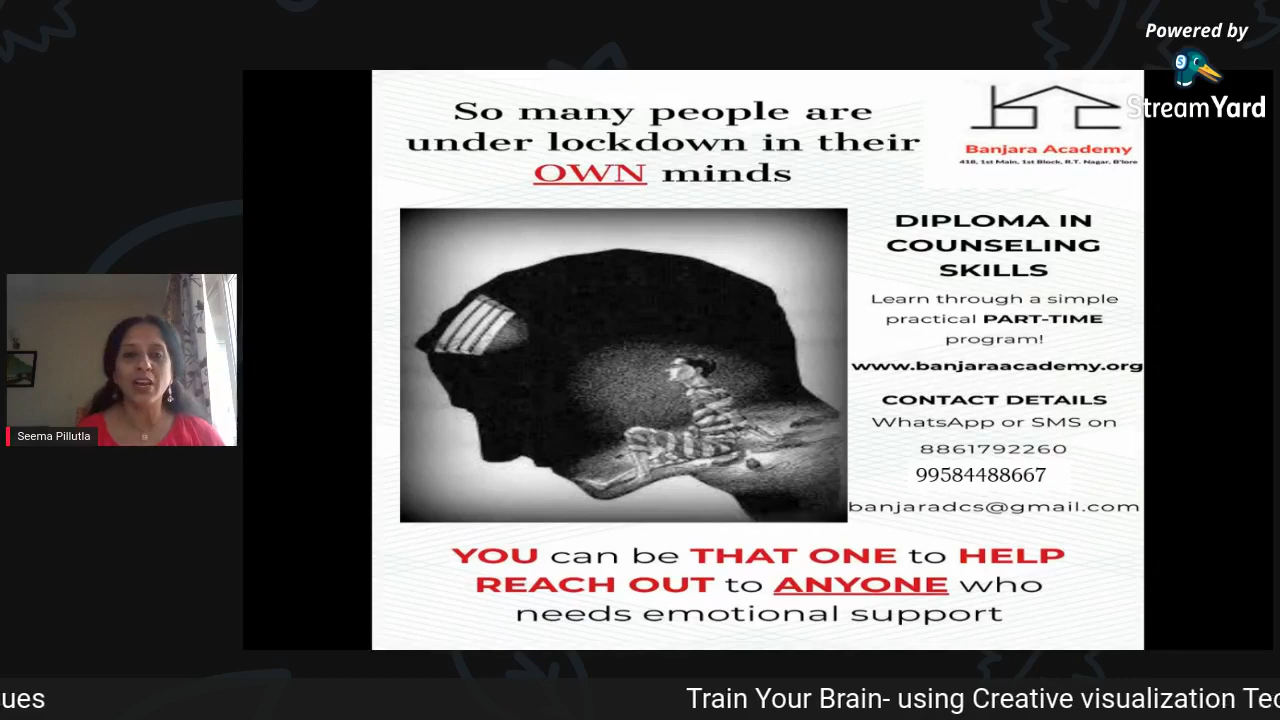 Powered by
StreamYard
So many people are
under lockdown in their
OWN minds
Banjara Academy
418, 1st Main, 1st Block, R.T. Nagar, B'lore
DIPLOMA IN
COUNSELING
SKILLS
Learn through a simple
practical PART-TIME
program!
www.banjaraacademy.org
CONTACT DETAILS
WhatsApp or SMS on
8861792260
99584488667
banjaradcs@gmail.com
Seema Pillutla
YOU can be THAT ONE to HELP
REACH OUT to ANYONE who
needs emotional support
Train Your Brain- using Creative visualization